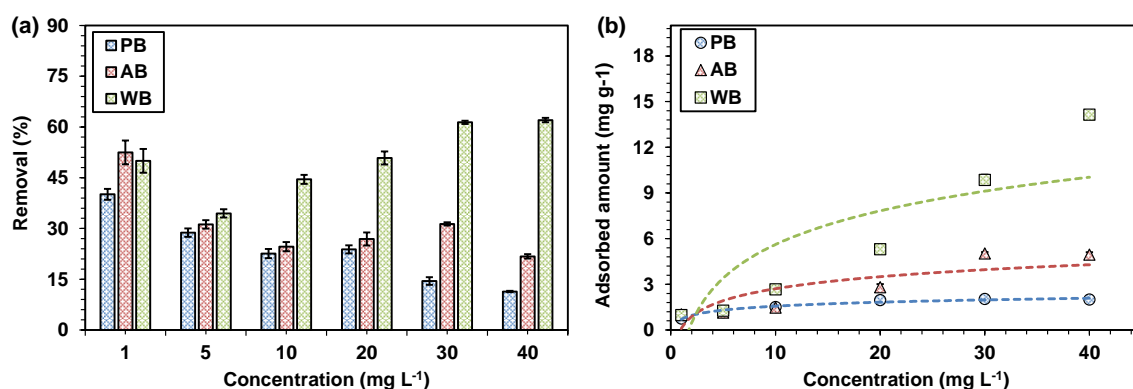 (a)
90
75
60
45
30
15
0
Removal (%)
PB
AB
WB
1 5 10 20 30 40
Concentration (mg L⁻¹)
(b)
18
15
12
9
6
3
0
Adsorbed amount (mg g-1)
PB
AB
WB
0 10 20 30 40
Concentration (mg L⁻¹)